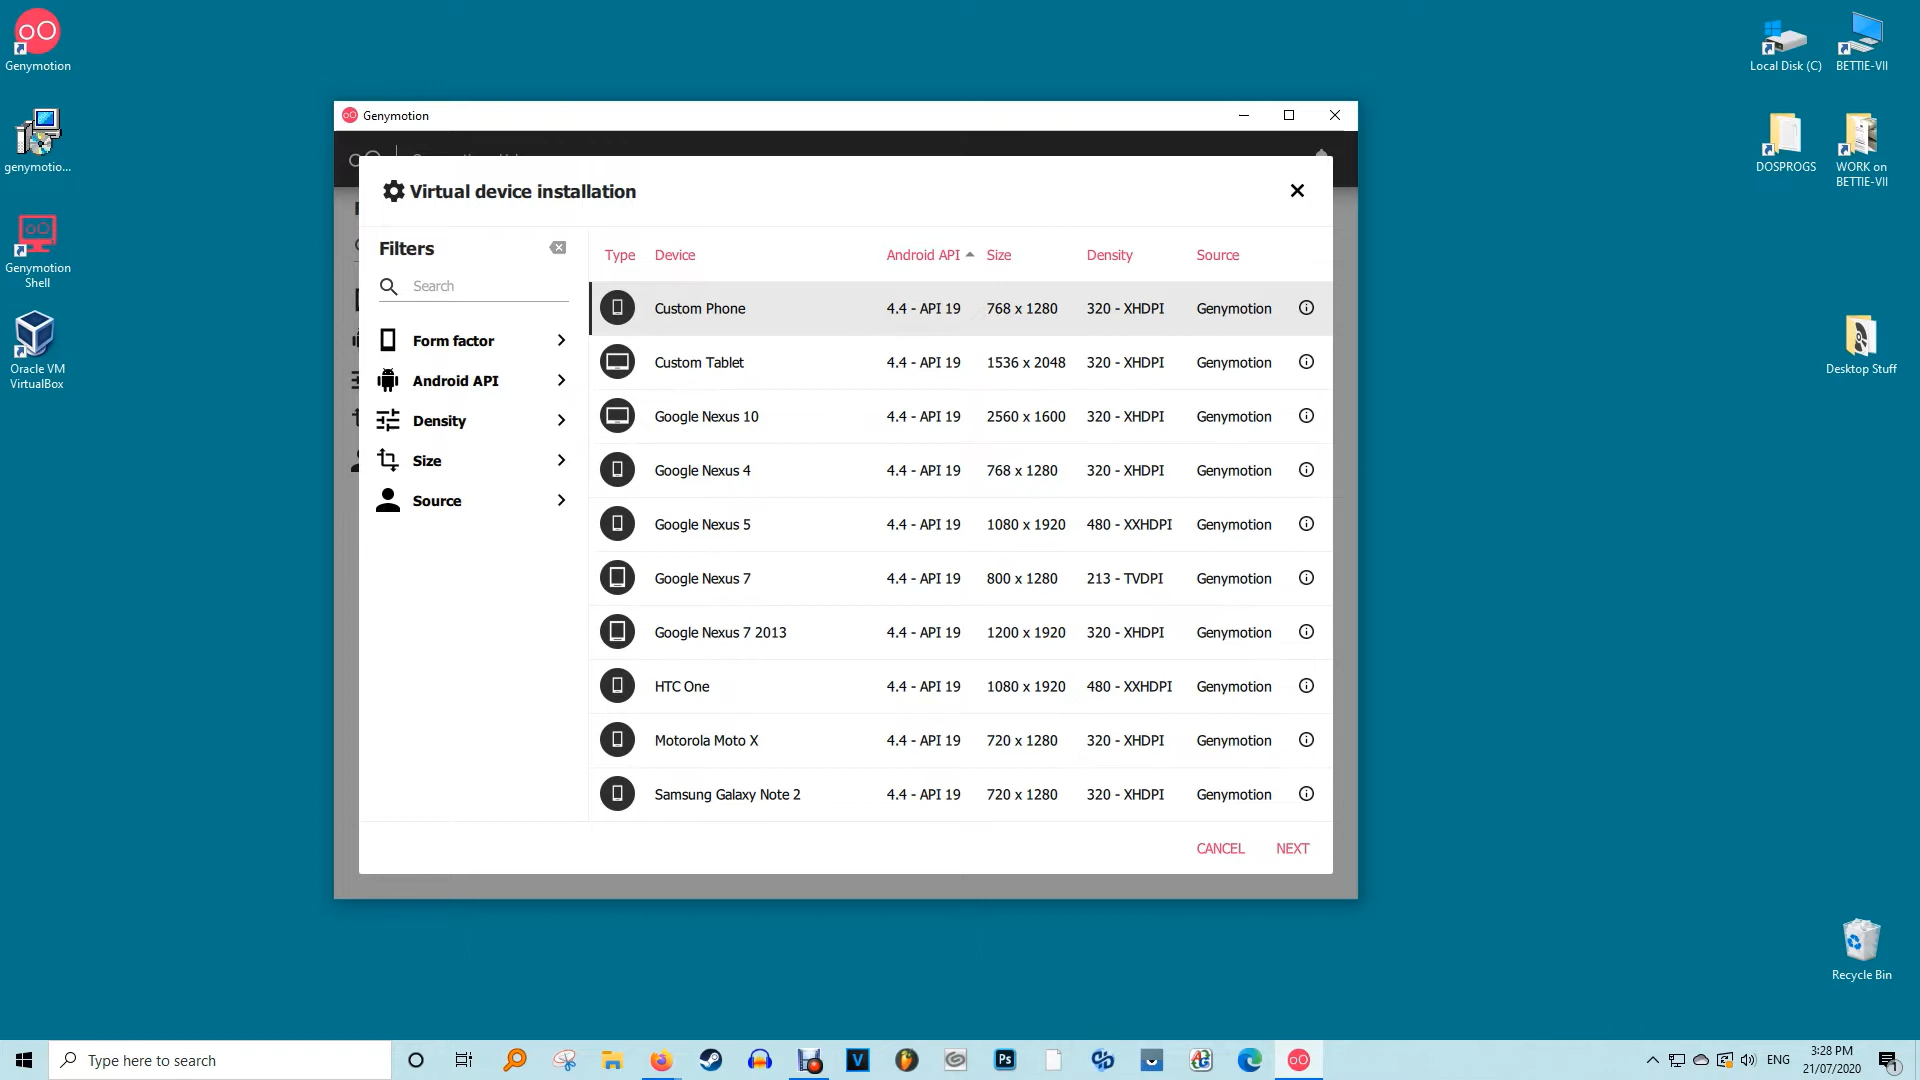 Genymotion
genymotio...
Genymotion
Shell
Oracle VM
VirtualBox
Local Disk (C)
BETTIE-VII
DOSPROGS
WORK on
BETTIE-VII
Desktop Stuff
Recycle Bin
Genymotion
Virtual device installation
Filters
Search
Form factor
Android API
Density
Size
Source
Type Device Android API Size Density Source
Custom Phone 4.4 - API 19 768 x 1280 320 - XHDPI Genymotion
Custom Tablet 4.4 - API 19 1536 x 2048 320 - XHDPI Genymotion
Google Nexus 10 4.4 - API 19 2560 x 1600 320 - XHDPI Genymotion
Google Nexus 4 4.4 - API 19 768 x 1280 320 - XHDPI Genymotion
Google Nexus 5 4.4 - API 19 1080 x 1920 480 - XXHDPI Genymotion
Google Nexus 7 4.4 - API 19 800 x 1280 213 - TVDPI Genymotion
Google Nexus 7 2013 4.4 - API 19 1200 x 1920 320 - XHDPI Genymotion
HTC One 4.4 - API 19 1080 x 1920 480 - XXHDPI Genymotion
Motorola Moto X 4.4 - API 19 720 x 1280 320 - XHDPI Genymotion
Samsung Galaxy Note 2 4.4 - API 19 720 x 1280 320 - XHDPI Genymotion
CANCEL NEXT
Type here to search
V
Ps
ENG
3:28 PM
21/07/2020
1